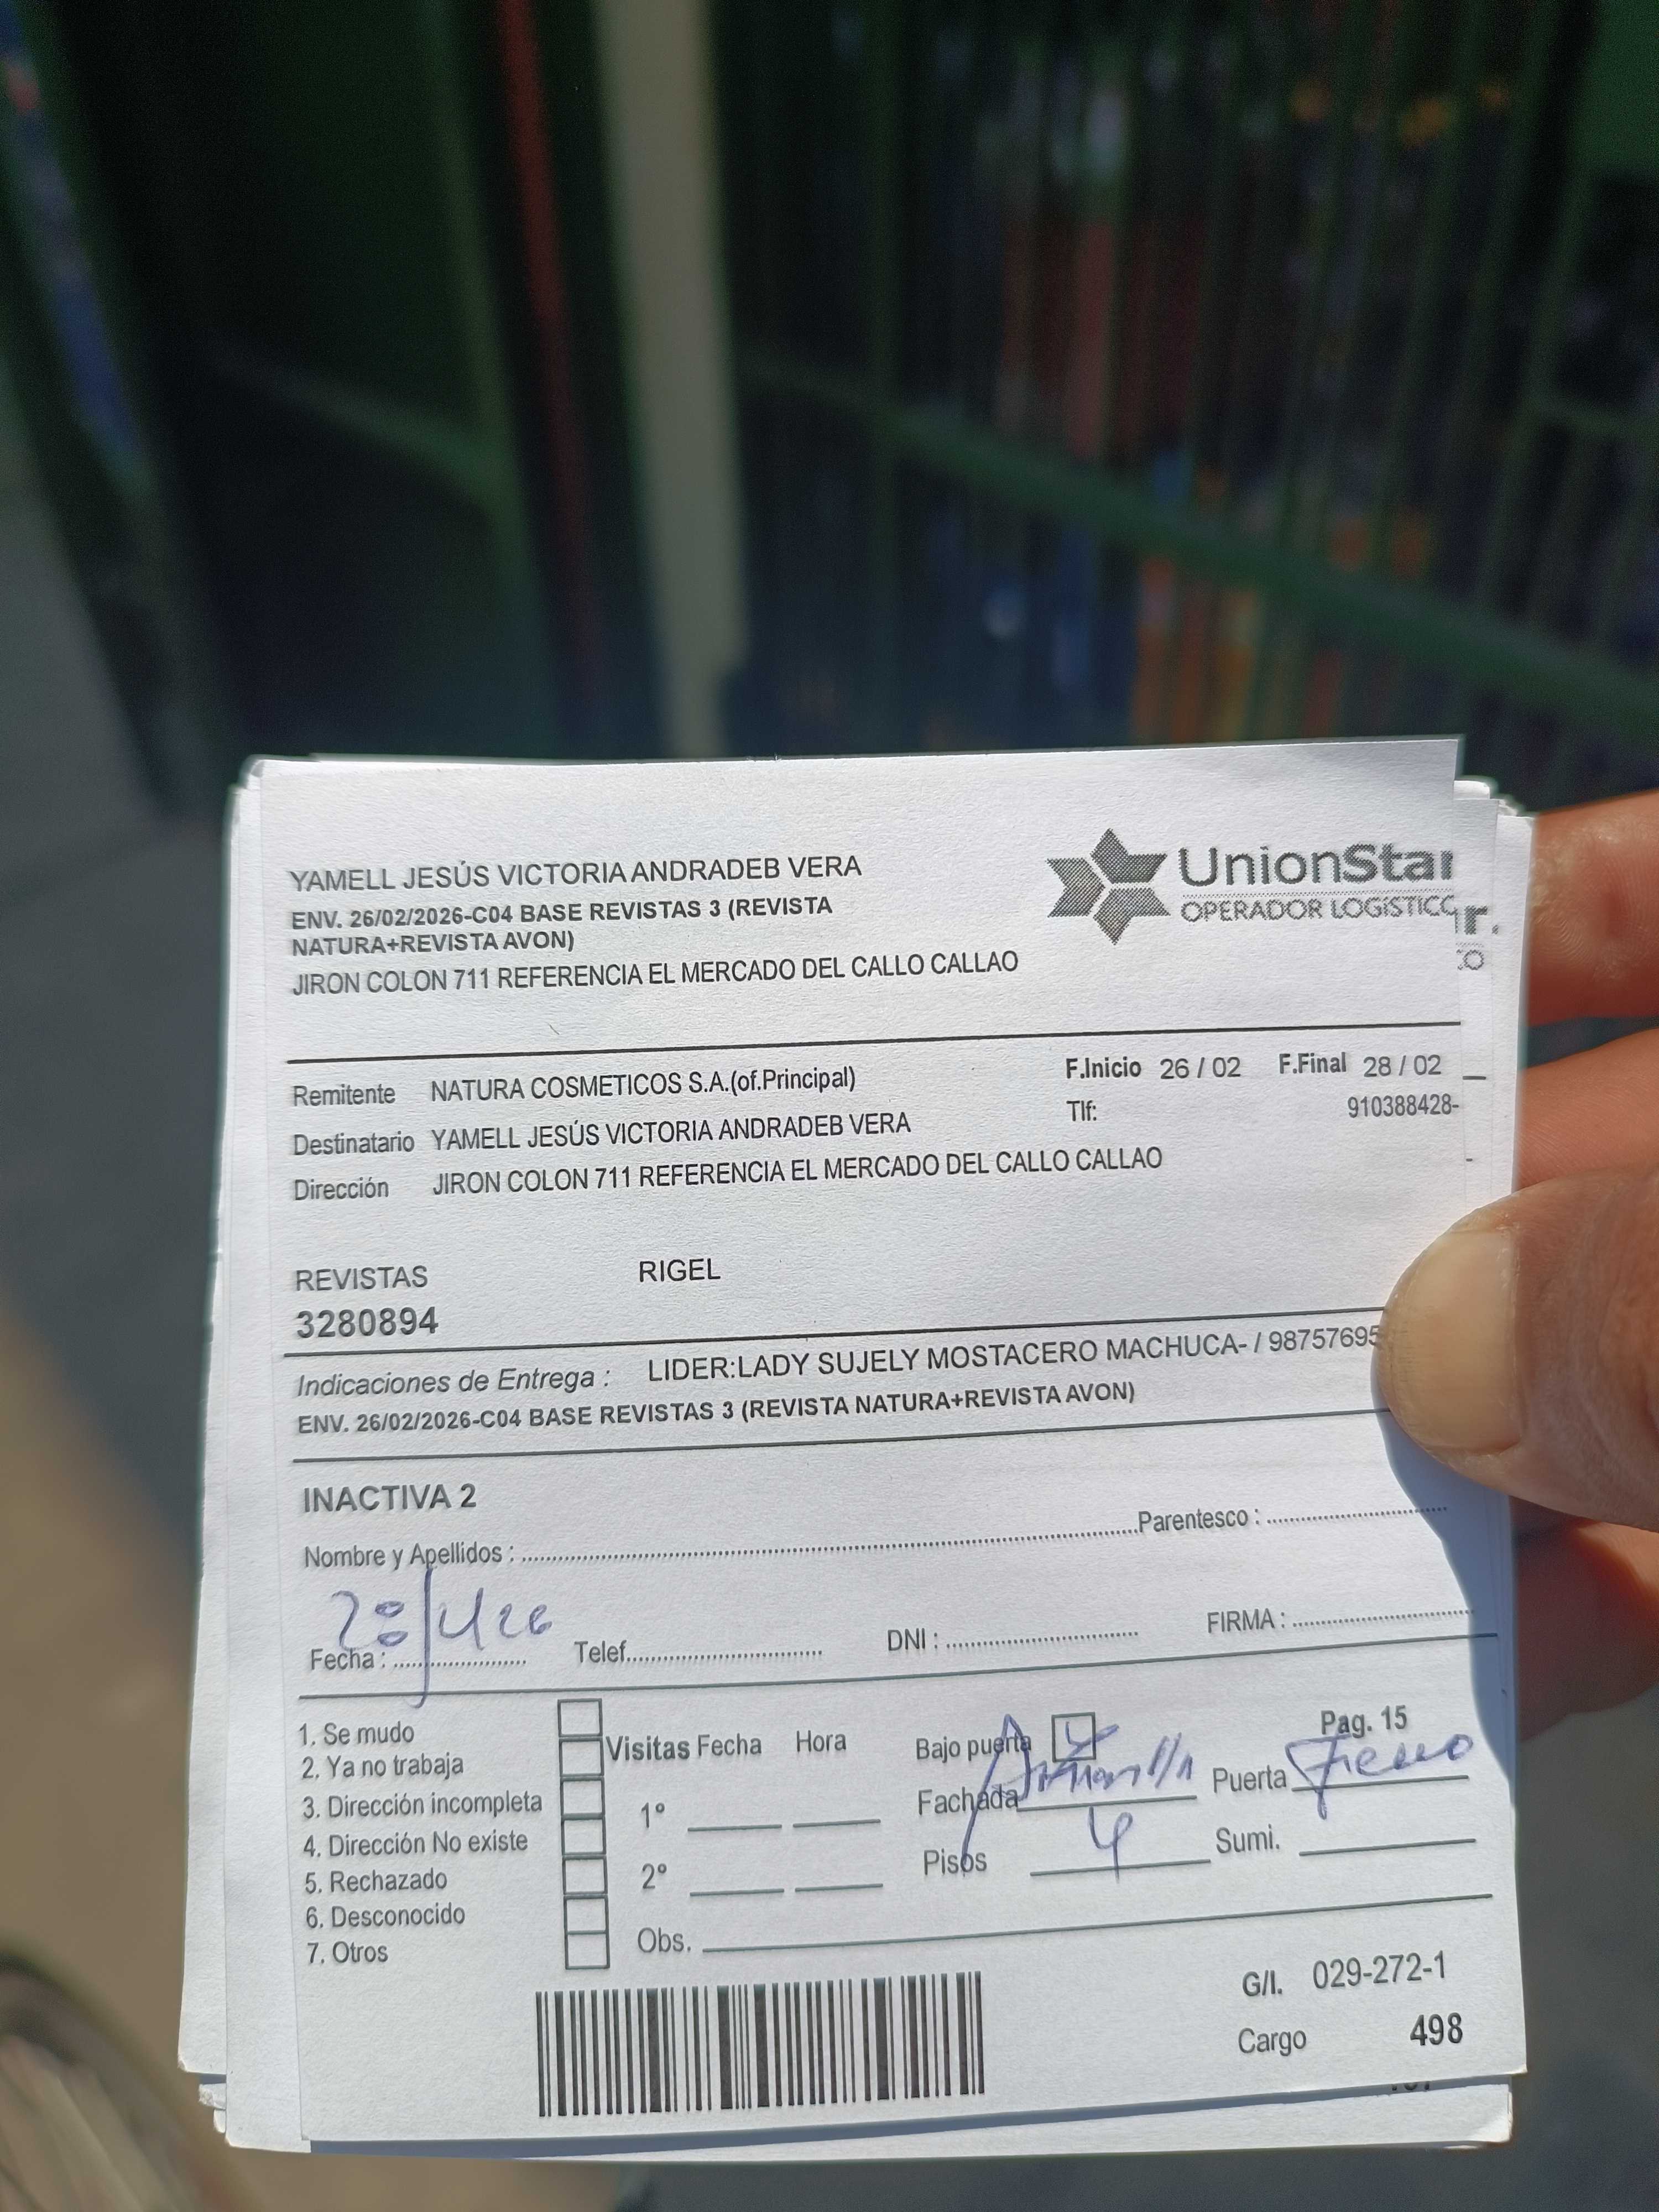 YAMELL JESÚS VICTORIA ANDRADEB VERA
ENV. 26/02/2026-C04 BASE REVISTAS 3 (REVISTA
NATURA+REVISTA AVON)
JIRON COLON 711 REFERENCIA EL MERCADO DEL CALLO CALLAO
UnionStar
OPERADOR LOGÍSTICO
r.
Remitente NATURA COSMETICOS S.A.(of.Principal)
F.Inicio 26 / 02 F.Final 28 / 02
Destinatario YAMELL JESÚS VICTORIA ANDRADEB VERA
Tlf: 910388428-
Dirección JIRON COLON 711 REFERENCIA EL MERCADO DEL CALLO CALLAO
REVISTAS RIGEL
3280894
Indicaciones de Entrega : LIDER:LADY SUJELY MOSTACERO MACHUCA- / 98757695
ENV. 26/02/2026-C04 BASE REVISTAS 3 (REVISTA NATURA+REVISTA AVON)
INACTIVA 2
Nombre y Apellidos : Parentesco :
Fecha : Telef. DNI : FIRMA :
1. Se mudo
2. Ya no trabaja
3. Dirección incompleta
4. Dirección No existe
5. Rechazado
6. Desconocido
7. Otros
Visitas Fecha Hora
1º
2º
Obs.
Bajo puerta
Pag. 15
Fachada Puerta
Pisos 4 Sumi.
G/I. 029-272-1
Cargo 498